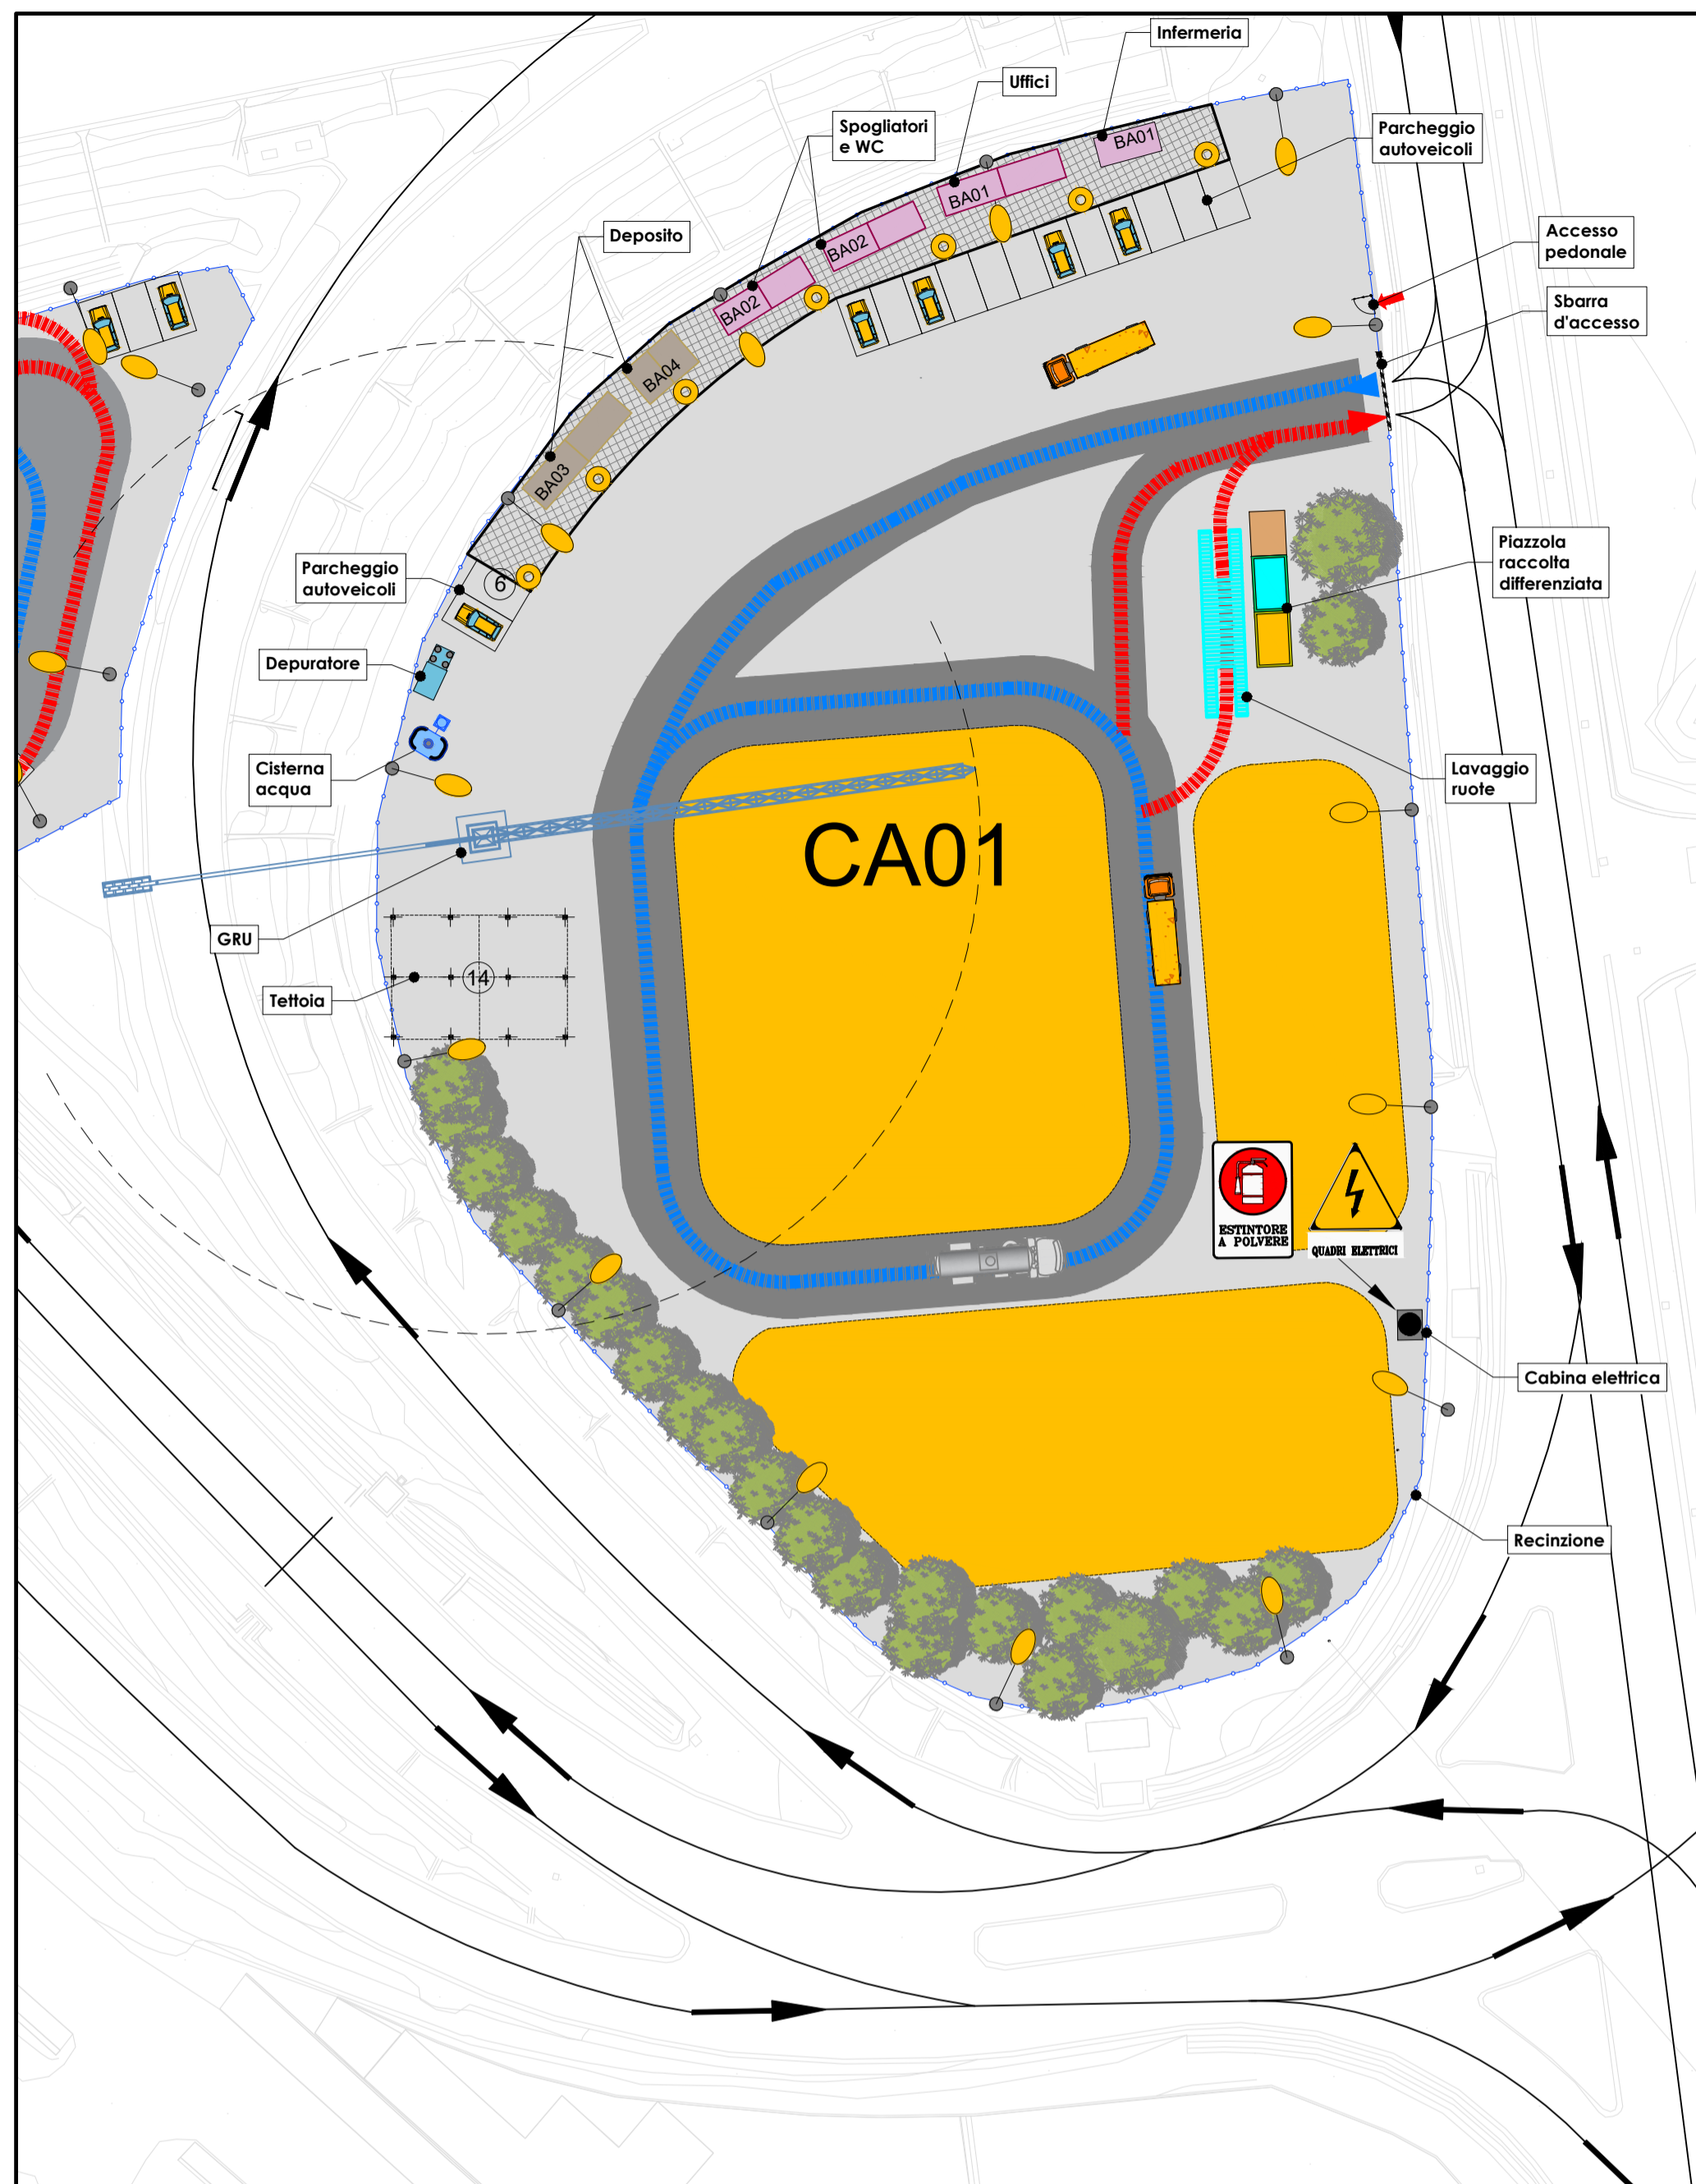 Infermeria
Uffici
Spogliatori
e WC
Parcheggio
autoveicoli
BA01
BA01
BA02
BA02
Deposito
Accesso
pedonale
Sbarra
d'accesso
BA04
BA03
Parcheggio
autoveicoli
6
Piazzola
raccolta
differenziata
Depuratore
Cisterna
acqua
Lavaggio
ruote
CA01
GRU
14
Tettoia
ESTINTORE
A POLVERE
QUADRI ELETTRICI
Cabina elettrica
Recinzione